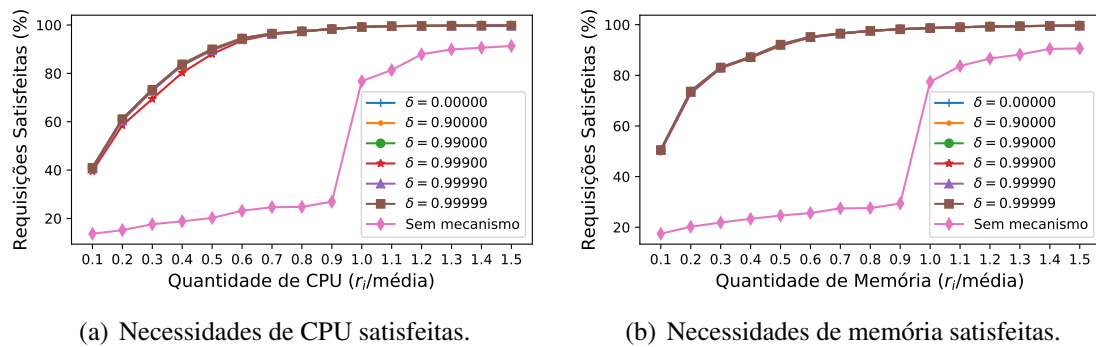 Requisições Satisfeitas (%)
100
80
60
40
20
δ = 0.00000
δ = 0.90000
δ = 0.99000
δ = 0.99900
δ = 0.99990
δ = 0.99999
Sem mecanismo
0.1 0.2 0.3 0.4 0.5 0.6 0.7 0.8 0.9 1.0 1.1 1.2 1.3 1.4 1.5
Quantidade de CPU (rᵢ/média)
(a) Necessidades de CPU satisfeitas.
Requisições Satisfeitas (%)
100
80
60
40
20
δ = 0.00000
δ = 0.90000
δ = 0.99000
δ = 0.99900
δ = 0.99990
δ = 0.99999
Sem mecanismo
0.1 0.2 0.3 0.4 0.5 0.6 0.7 0.8 0.9 1.0 1.1 1.2 1.3 1.4 1.5
Quantidade de Memória (rᵢ/média)
(b) Necessidades de memória satisfeitas.